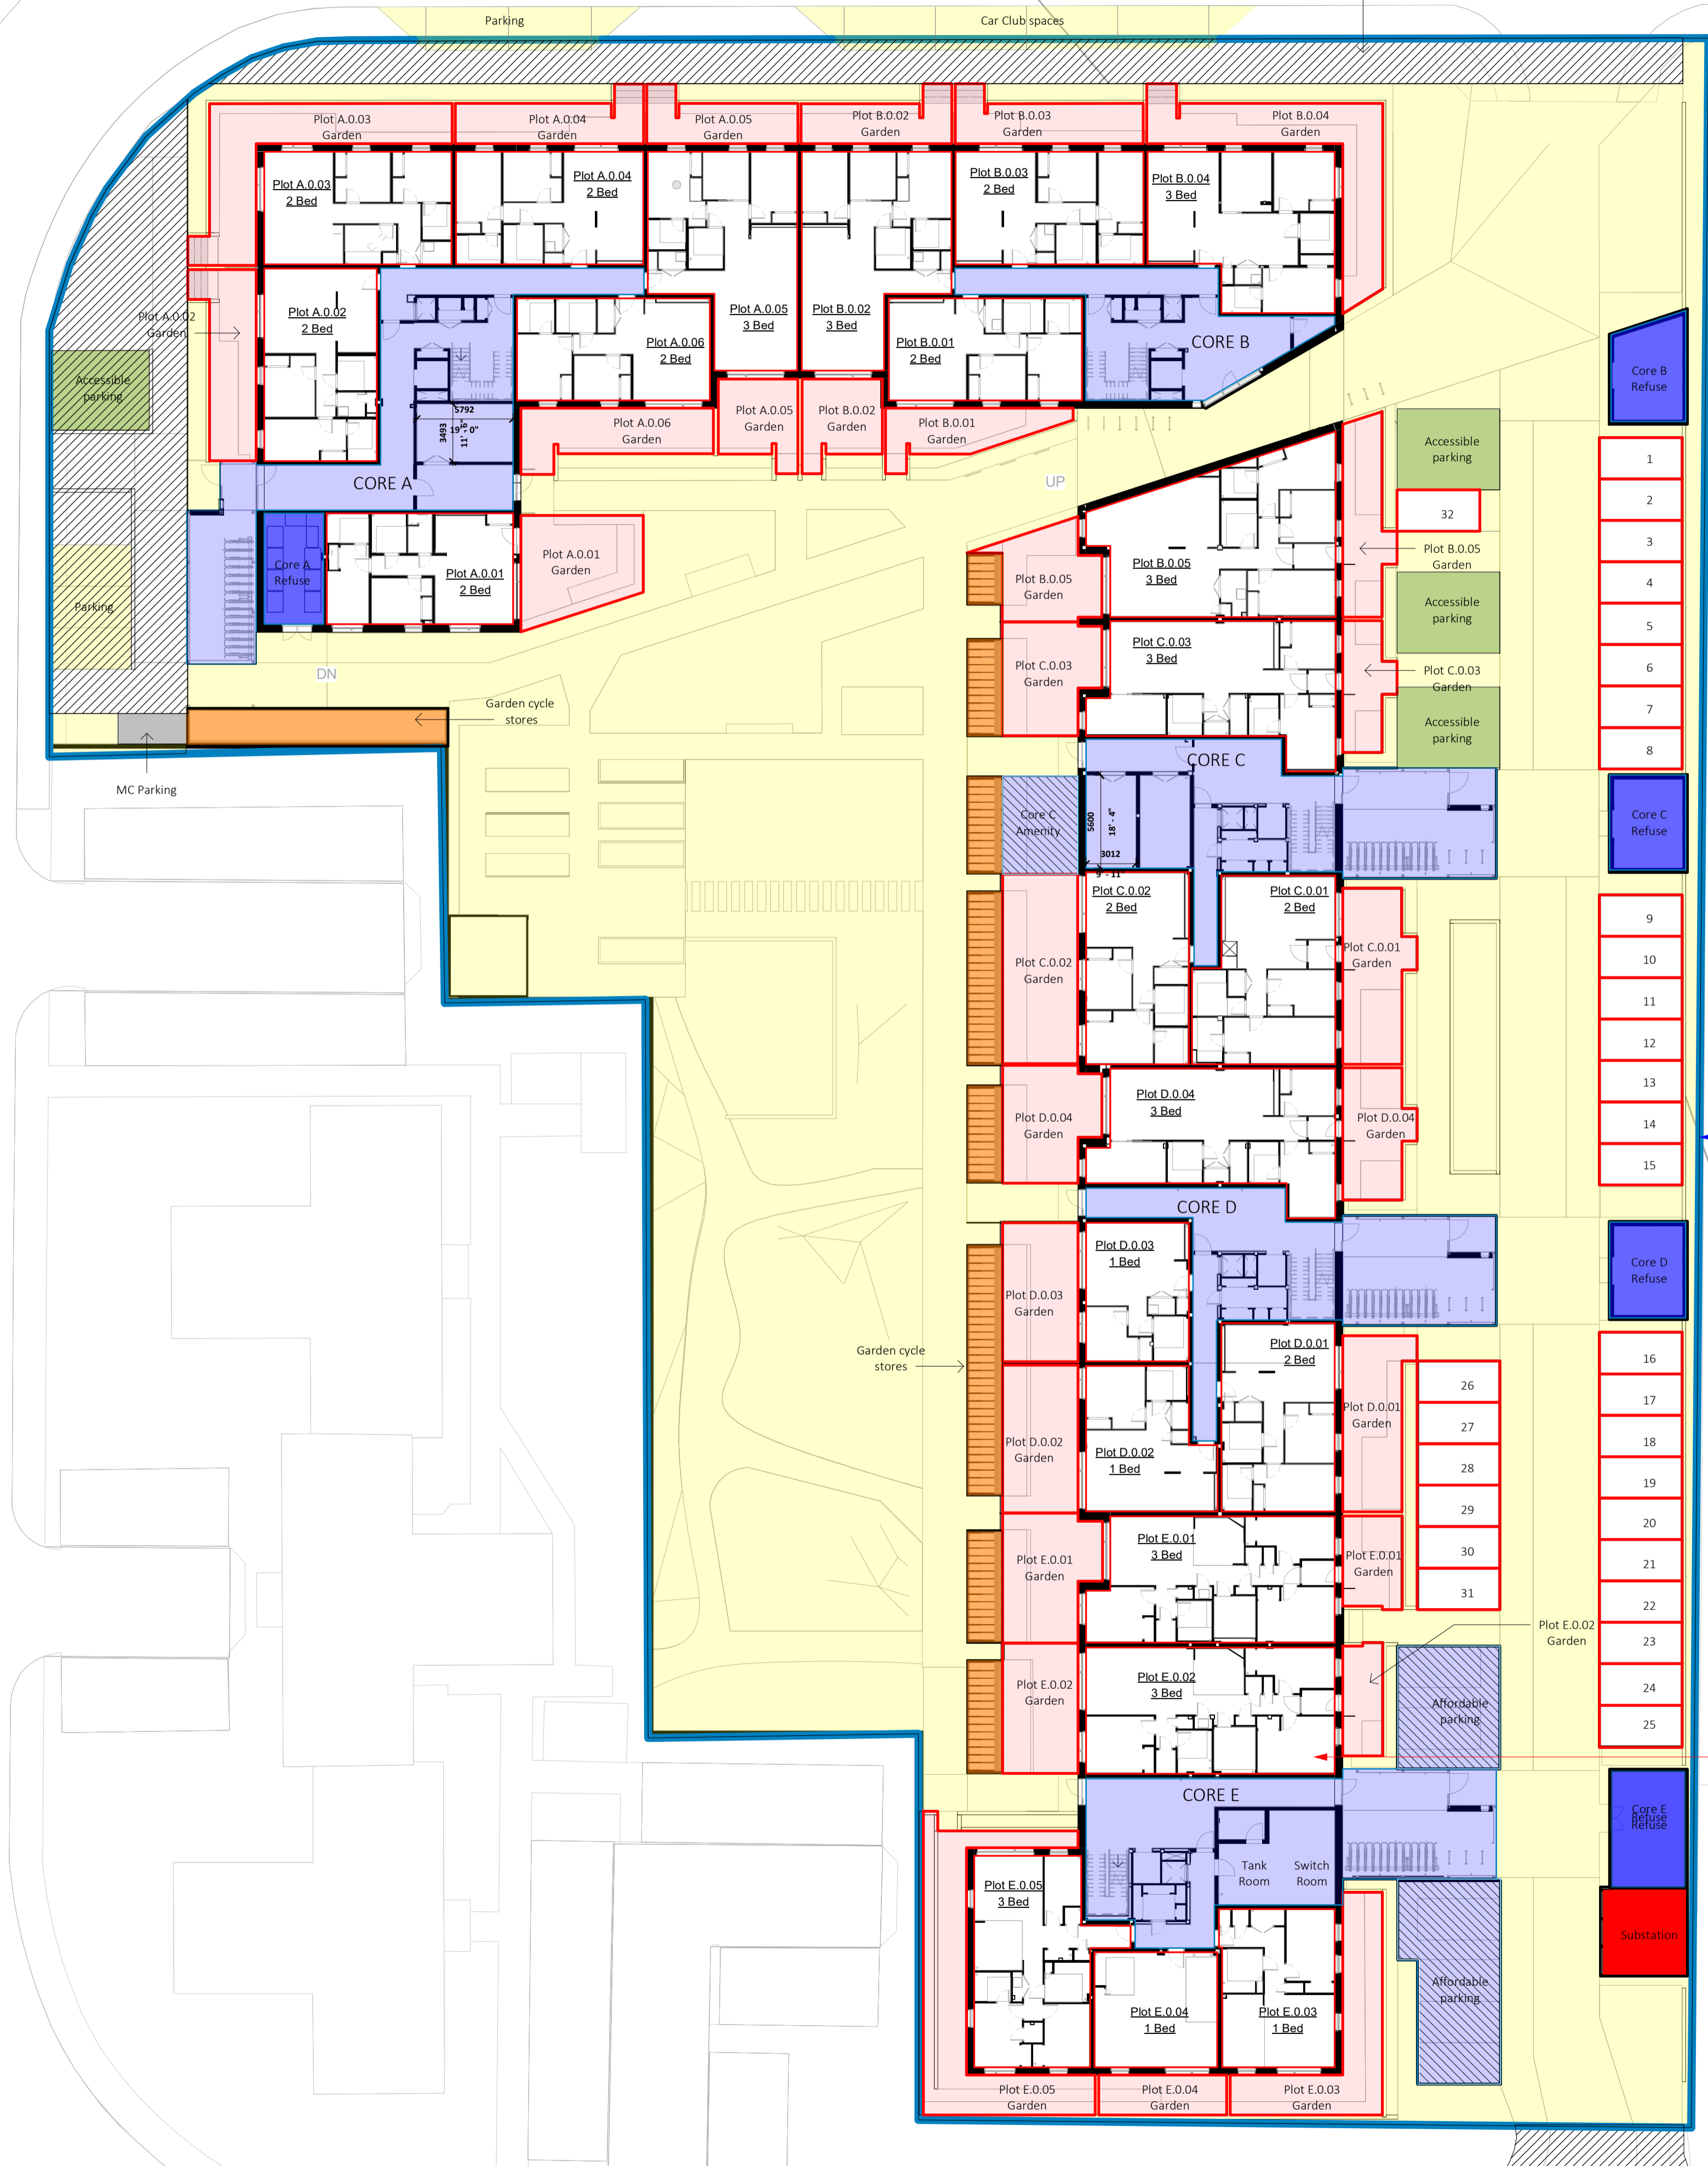 Parking
Car Club spaces
Plot A.0.03
Garden
Plot A.0.04
Garden
Plot A.0.05
Garden
Plot B.0.02
Garden
Plot B.0.03
Garden
Plot B.0.04
Garden
Plot A.0.03
2 Bed
Plot A.0.04
2 Bed
Plot B.0.03
2 Bed
Plot B.0.04
3 Bed
Plot A.0.02
Garden
Plot A.0.02
2 Bed
Plot A.0.05
3 Bed
Plot B.0.02
3 Bed
Plot A.0.06
2 Bed
Plot B.0.01
2 Bed
CORE B
Core B
Refuse
Accessible
parking
5792
19' - 0"
3493
11' - 6"
Plot A.0.06
Garden
Plot A.0.05
Garden
Plot B.0.02
Garden
Plot B.0.01
Garden
Accessible
parking
1
2
3
4
5
6
7
8
32
CORE A
UP
Plot A.0.01
Garden
Core A
Refuse
Plot A.0.01
2 Bed
Parking
Plot B.0.05
Garden
Plot B.0.05
3 Bed
Plot B.0.05
Garden
Accessible
parking
DN
Plot C.0.03
Garden
Plot C.0.03
3 Bed
Plot C.0.03
Garden
Accessible
parking
Garden cycle
stores
MC Parking
CORE C
Core C
Amenity
5600
18' - 4"
3012
9' - 11"
Core C
Refuse
Plot C.0.02
2 Bed
Plot C.0.01
2 Bed
Plot C.0.02
Garden
Plot C.0.01
Garden
9
10
11
12
13
14
15
Plot D.0.04
Garden
Plot D.0.04
3 Bed
Plot D.0.04
Garden
CORE D
Core D
Refuse
Plot D.0.03
1 Bed
Plot D.0.03
Garden
Plot D.0.01
2 Bed
Garden cycle
stores
Plot D.0.01
Garden
Plot D.0.02
Garden
Plot D.0.02
1 Bed
26
27
28
29
30
31
16
17
18
19
20
21
22
23
24
25
Plot E.0.01
Garden
Plot E.0.01
3 Bed
Plot E.0.01
Garden
Plot E.0.02
Garden
Plot E.0.02
Garden
Plot E.0.02
3 Bed
Affordable
parking
CORE E
Core E
Refuse
Refuse
Tank
Room
Switch
Room
Plot E.0.05
3 Bed
Substation
Affordable
parking
Plot E.0.04
1 Bed
Plot E.0.03
1 Bed
Plot E.0.05
Garden
Plot E.0.04
Garden
Plot E.0.03
Garden